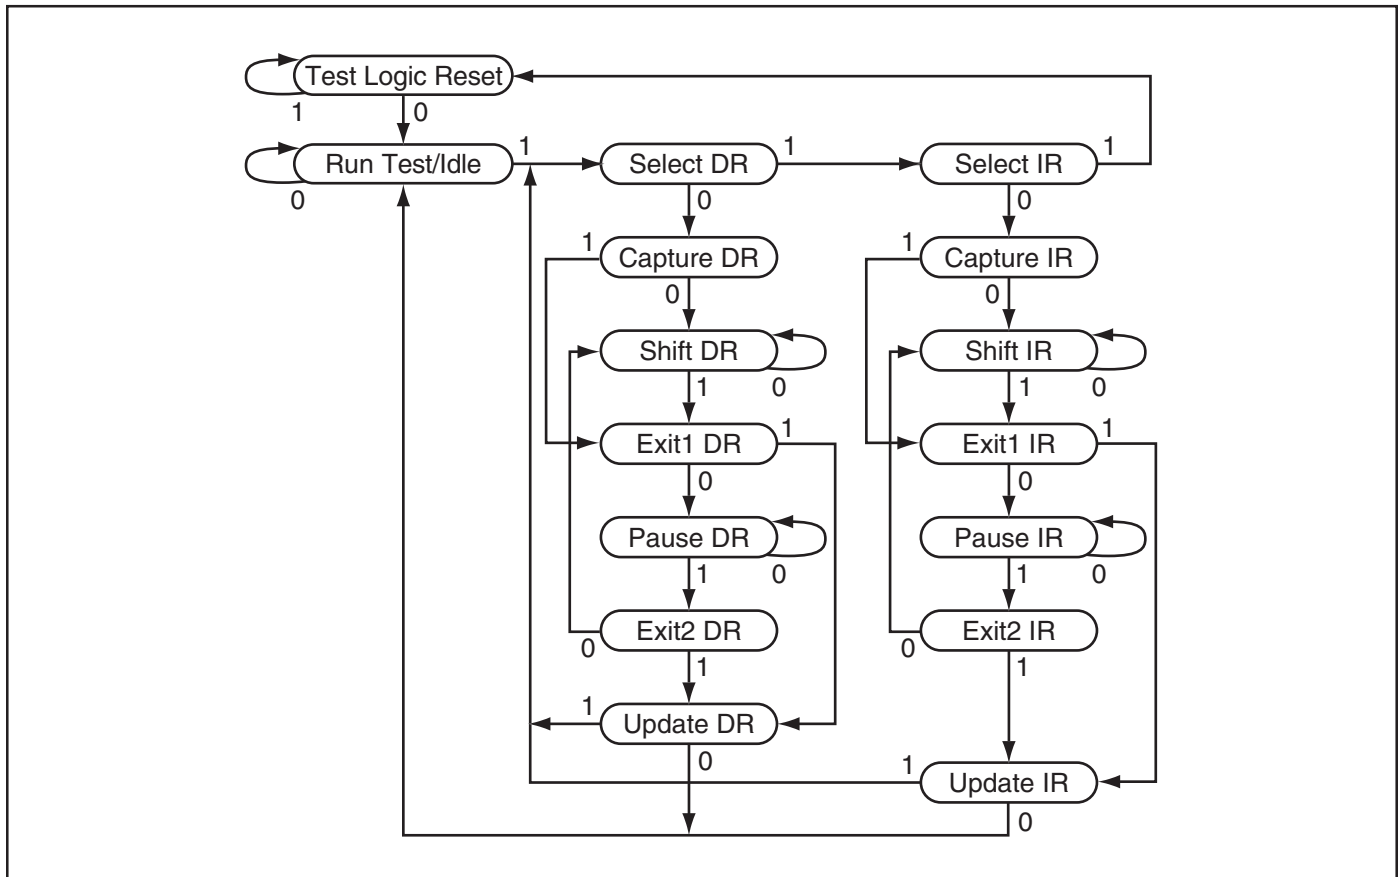 Test Logic Reset
1 0
Run Test/Idle 1 Select DR 1 Select IR 1
0 0 0
1 Capture DR 1 Capture IR
0 0
Shift DR Shift IR
1 0 1 0
Exit1 DR 1 Exit1 IR 1
0 0
Pause DR Pause IR
1 0 1 0
Exit2 DR Exit2 IR
0 1 0 1
1 Update DR
0 1 Update IR
0